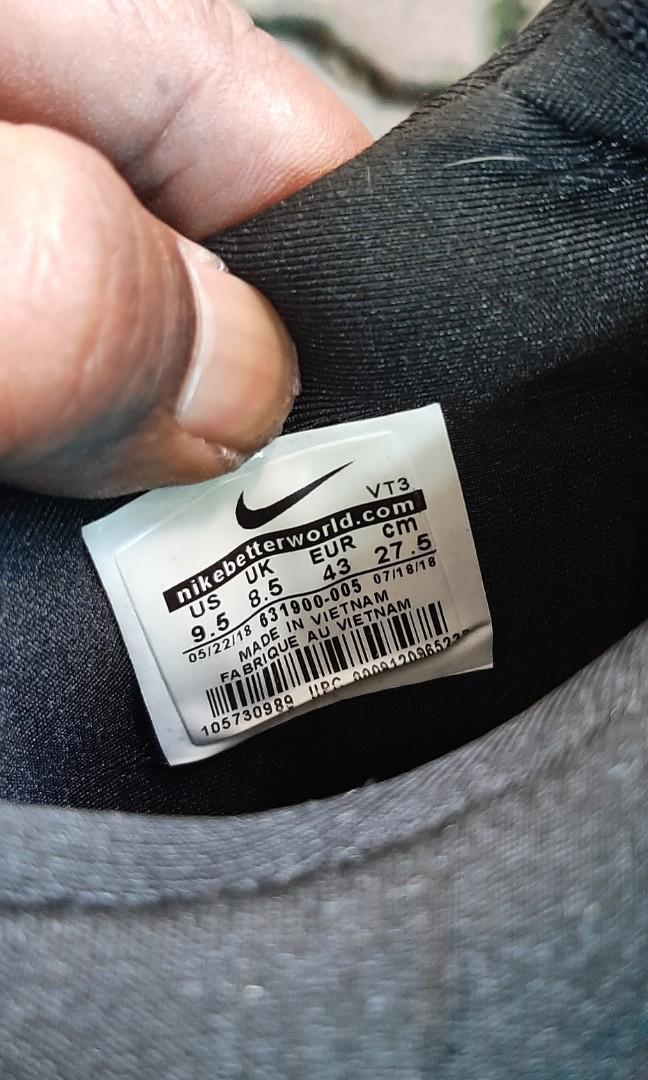 VT3
nikebetterworld.com
US UK EUR cm
9.5 8.5 43 27.5
05/22/18 631900-005 07/18/18
MADE IN VIETNAM
FABRIQUE AU VIETNAM
105730989 UPC